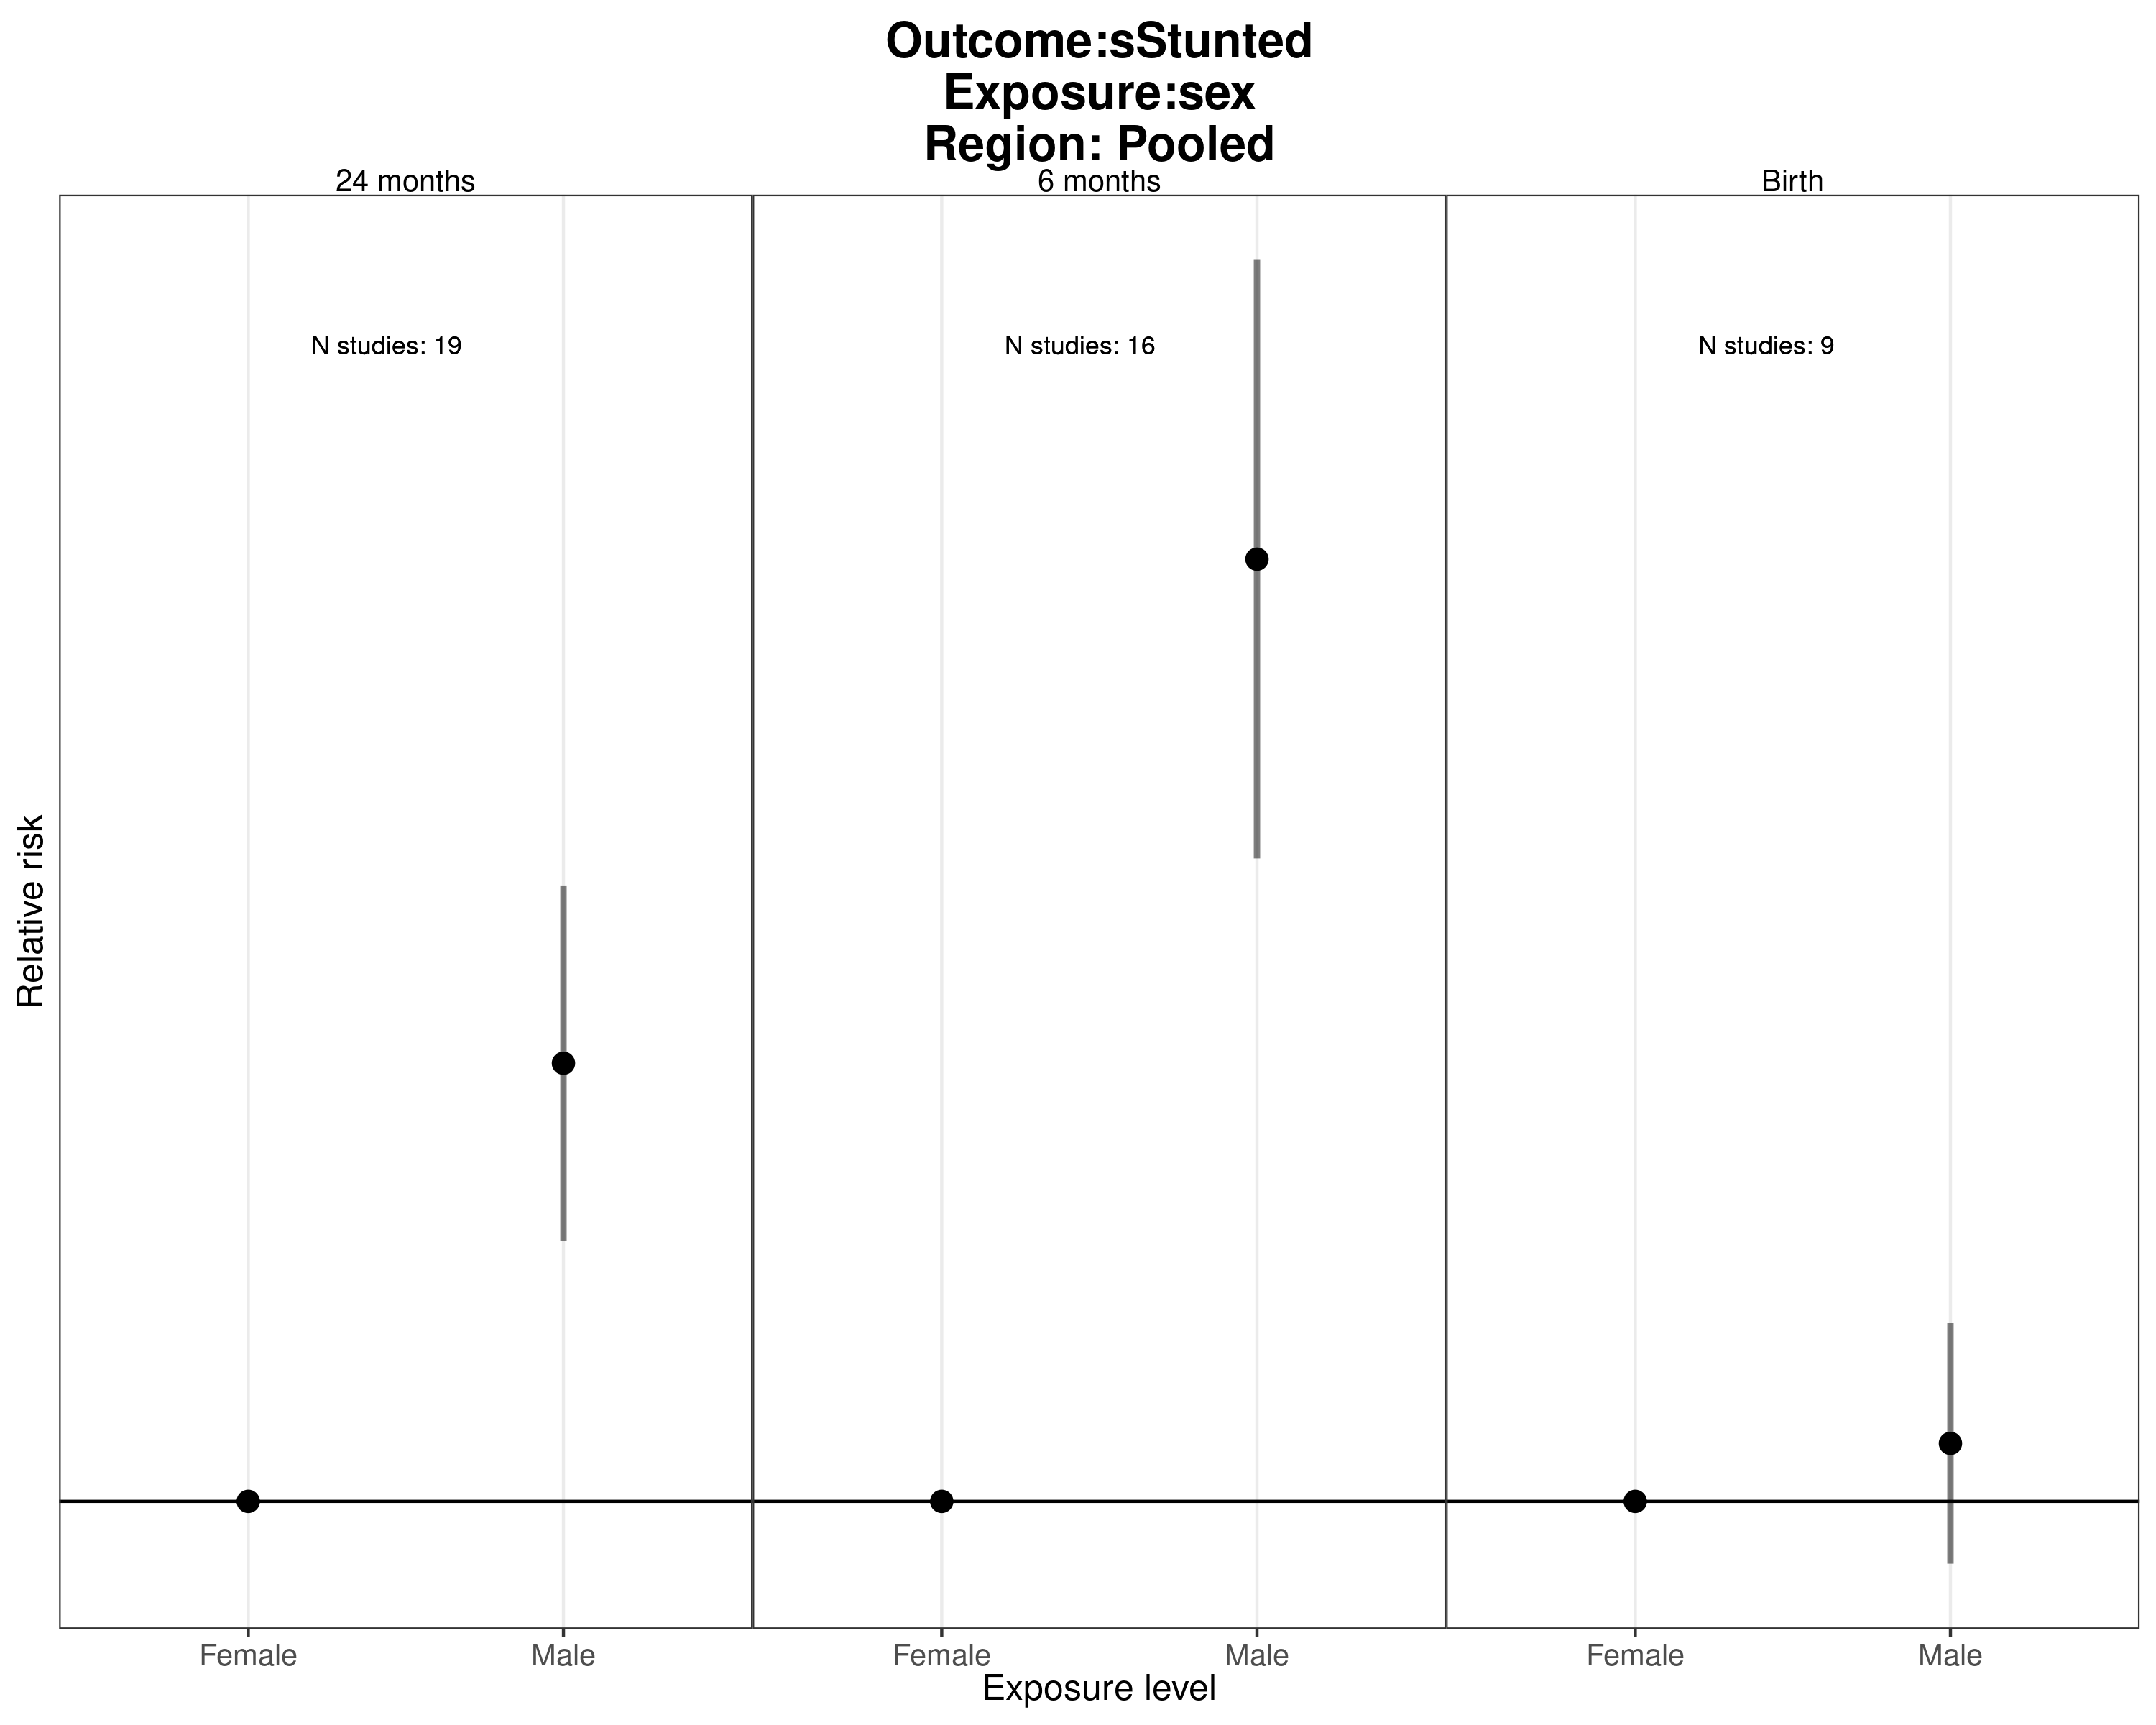 Outcome:sStunted
Exposure:sex
Region: Pooled
24 months
6 months
Birth
N studies: 19
N studies: 16
N studies: 9
Relative risk
Female
Male
Female
Male
Female
Male
Exposure level